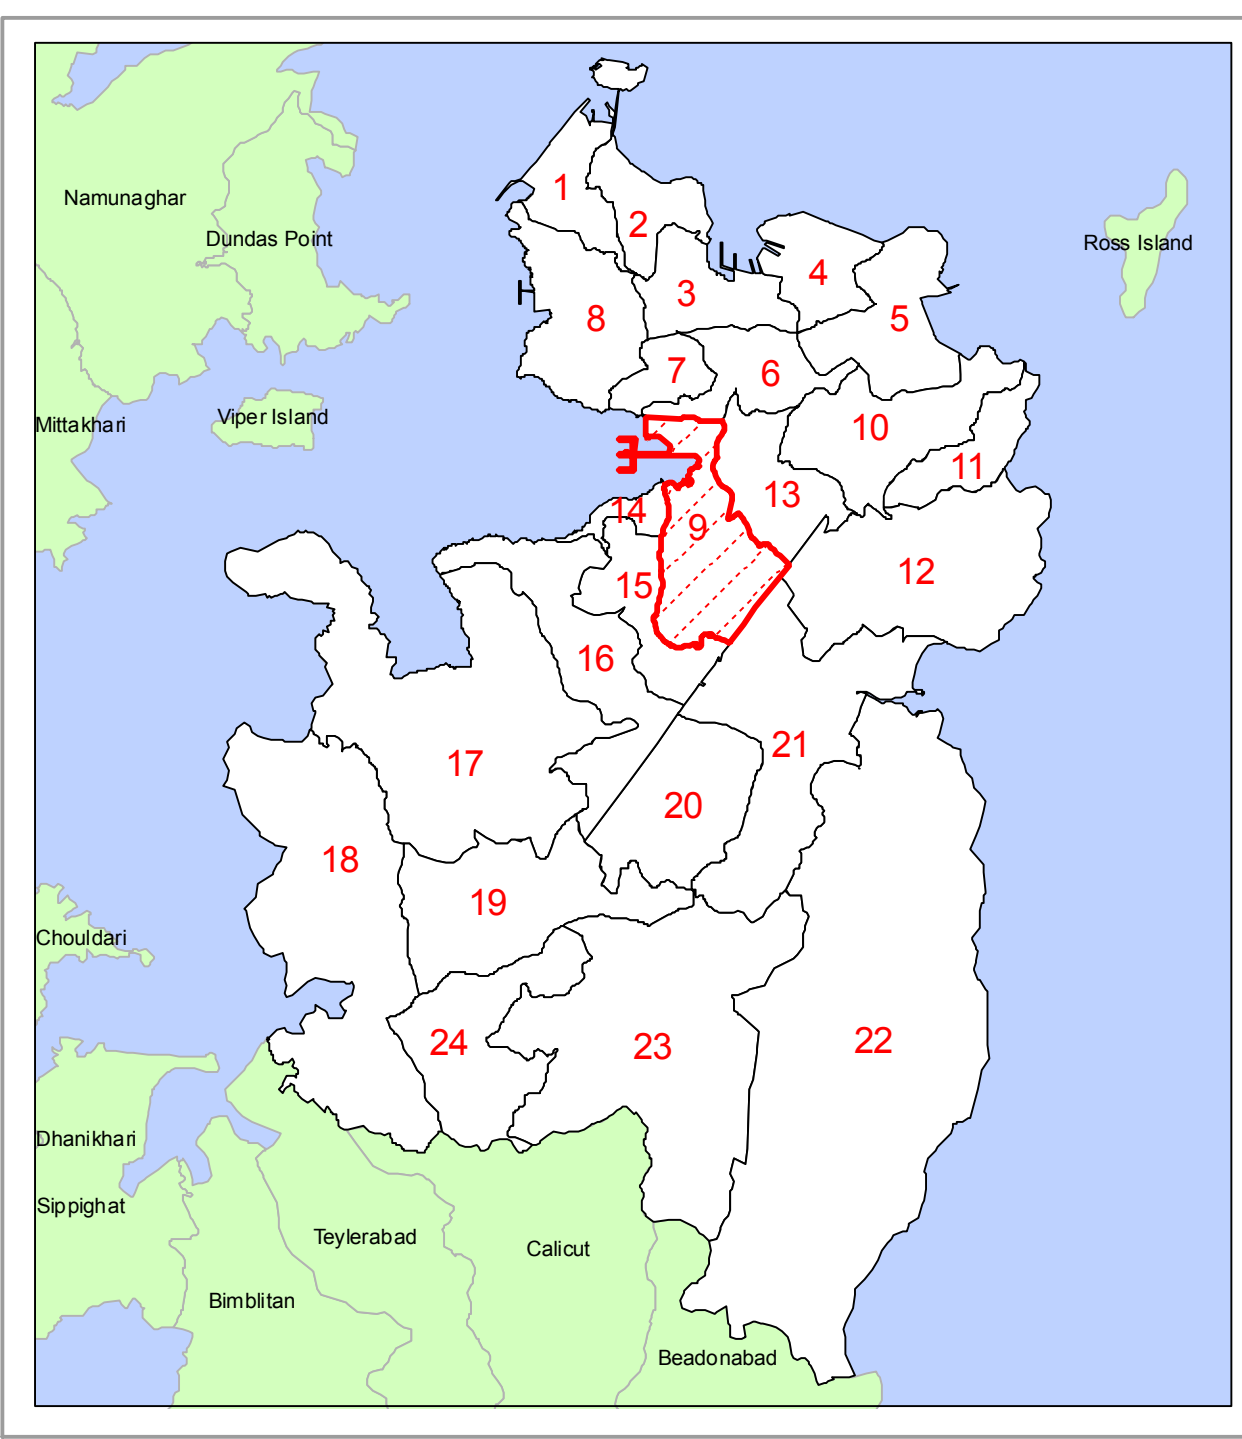 1
2
Namunaghar
Dundas Point
Ross Island
4
3
8
5
7
6
Viper Island
Mittakhari
10
11
13
14
9
12
15
16
21
17
20
18
19
Chouldari
24
23
22
Dhanikhari
Sippighat
Teylerabad
Calicut
Bimblitan
Beadonabad